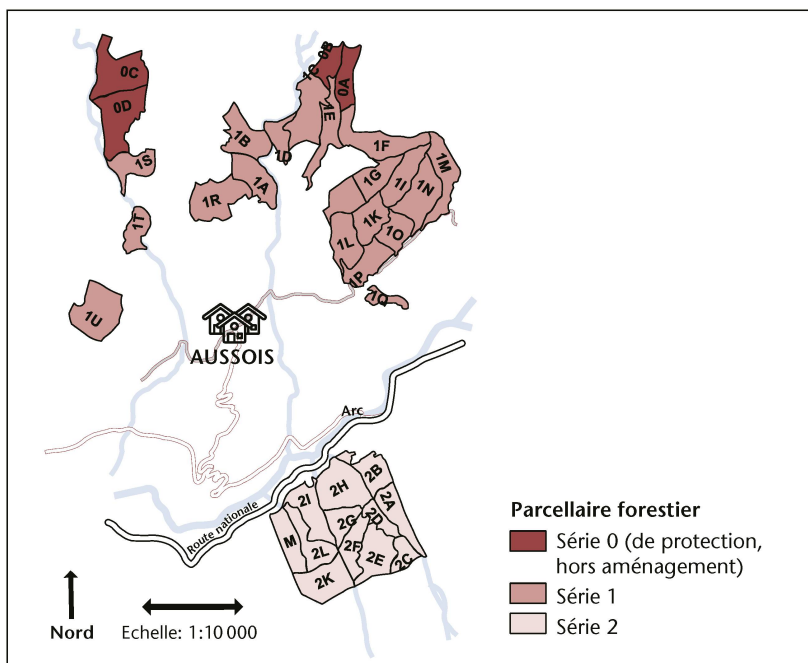 0C
0D
1S
1T
1U
1B
1A
1R
1D
1C
0B
0A
1E
1F
1G
1I
1M
1N
1K
1O
1L
1P
1Q
AUSSOIS
Arc
Route nationale
2B
2H
2A
2I
2G
2D
M
2L
2F
2E
2C
2K
Nord
Echelle: 1:10 000
Parcellaire forestier
Série 0 (de protection,
hors aménagement)
Série 1
Série 2